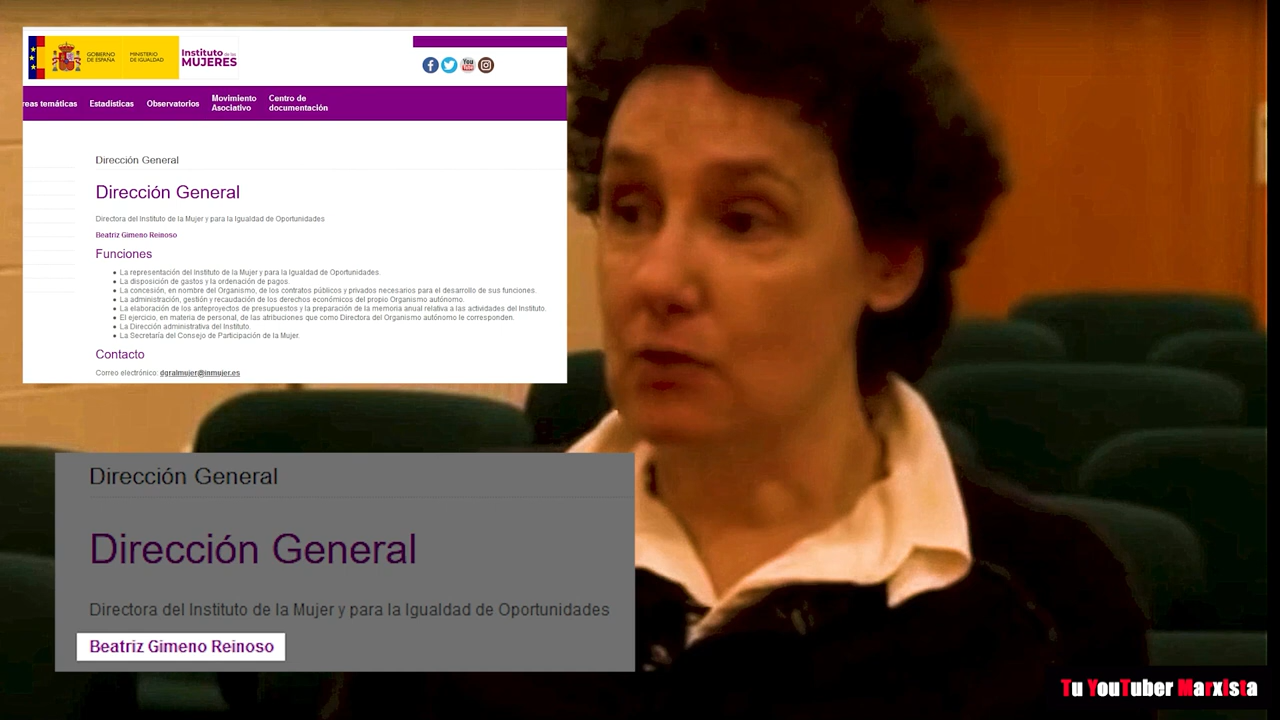 GOBIERNO
DE ESPAÑA
MINISTERIO
DE IGUALDAD
Instituto de las
MUJERES
You
Tube
reas temáticas
Estadísticas
Observatorios
Movimiento
Asociativo
Centro de
documentación
Dirección General
Dirección General
Directora del Instituto de la Mujer y para la Igualdad de Oportunidades
Beatriz Gimeno Reinoso
Funciones
La representación del Instituto de la Mujer y para la Igualdad de Oportunidades.
La disposición de gastos y la ordenación de pagos.
La concesión, en nombre del Organismo, de los contratos públicos y privados necesarios para el desarrollo de sus funciones.
La administración, gestión y recaudación de los derechos económicos del propio Organismo autónomo.
La elaboración de los anteproyectos de presupuestos y la preparación de la memoria anual relativa a las actividades del Instituto.
El ejercicio, en materia de personal, de las atribuciones que como Directora del Organismo autónomo le corresponden.
La Dirección administrativa del Instituto.
La Secretaría del Consejo de Participación de la Mujer.
Contacto
Correo electrónico: dgralmujer@inmujer.es
Dirección General
Dirección General
Directora del Instituto de la Mujer y para la Igualdad de Oportunidades
Beatriz Gimeno Reinoso
Tu YouTuber Marxista